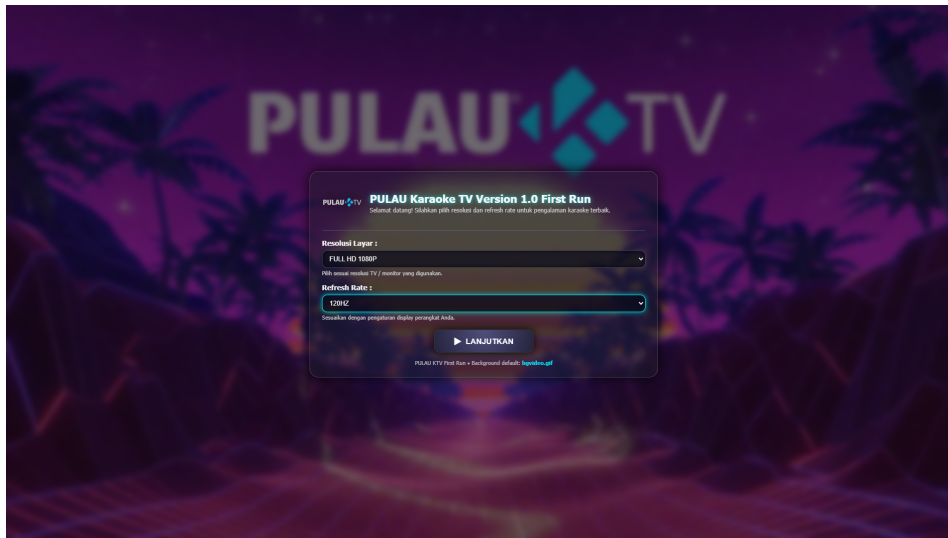 PULAU TV
PULAU TV
PULAU Karaoke TV Version 1.0 First Run
Selamat datang! Silahkan pilih resolusi dan refresh rate untuk pengalaman karaoke terbaik.
Resolusi Layar :
FULL HD 1080P
Pilih sesuai resolusi TV / monitor yang digunakan.
Refresh Rate :
120HZ
Sesuaikan dengan pengaturan display perangkat Anda.
▶ LANJUTKAN
PULAU KTV First Run • Background default: bgvideo.gif